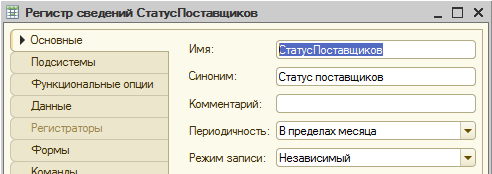 Регистр сведений СтатусПоставщиков
Основные
Подсистемы
Функциональные опции
Данные
Регистраторы
Формы
Команды
Имя: СтатусПоставщиков
Синоним: Статус поставщиков
Комментарий:
Периодичность: В пределах месяца
Режим записи: Независимый